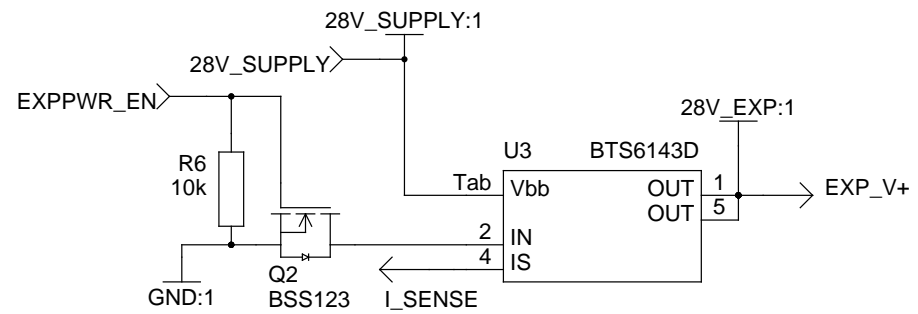 28V_SUPPLY:1
28V_SUPPLY
EXPPWR_EN
28V_EXP:1
U3 BTS6143D
R6
10k
Tab Vbb OUT 1 EXP_V+
OUT 5
2 IN
4 IS
Q2
BSS123
GND:1
I_SENSE